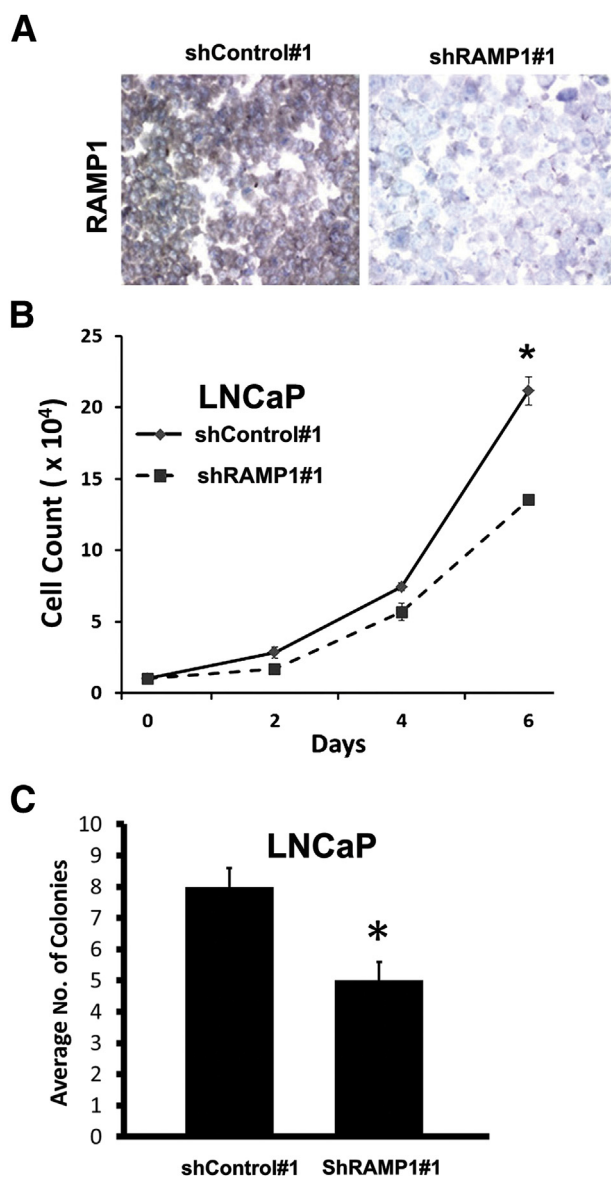 A
shControl#1
shRAMP1#1
RAMP1
B
25
20
15
10
5
0
Cell Count ( x 10⁴)
LNCaP
shControl#1
shRAMP1#1
*
0
2
4
6
Days
C
10
9
8
7
6
5
4
3
2
1
0
Average No. of Colonies
LNCaP
*
shControl#1
ShRAMP1#1